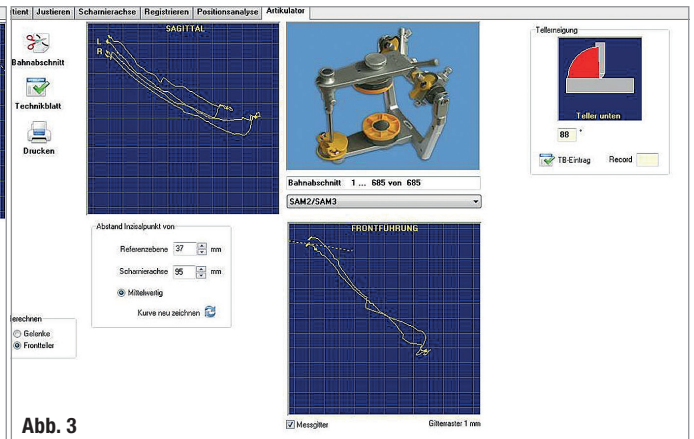 tient Justieren Scharnierachse Registrieren Positionsanalyse Artikulator
Bahnabschnitt
Technikblatt
Drucken
SAGITTAL
L
R
Bahnabschnitt 1 ... 685 von 685
SAM2/SAM3
Tellerneigung
Teller unten
88 °
TB-Eintrag Record
Abstand Inzisalpunkt von
Referenzebene 37 mm
Scharnierachse 95 mm
Mittelwertig
Kurve neu zeichnen
FRONTFÜHRUNG
erechnen
Gelenke
Frontteller
Messgitter Gitterraster 1 mm
Abb. 3